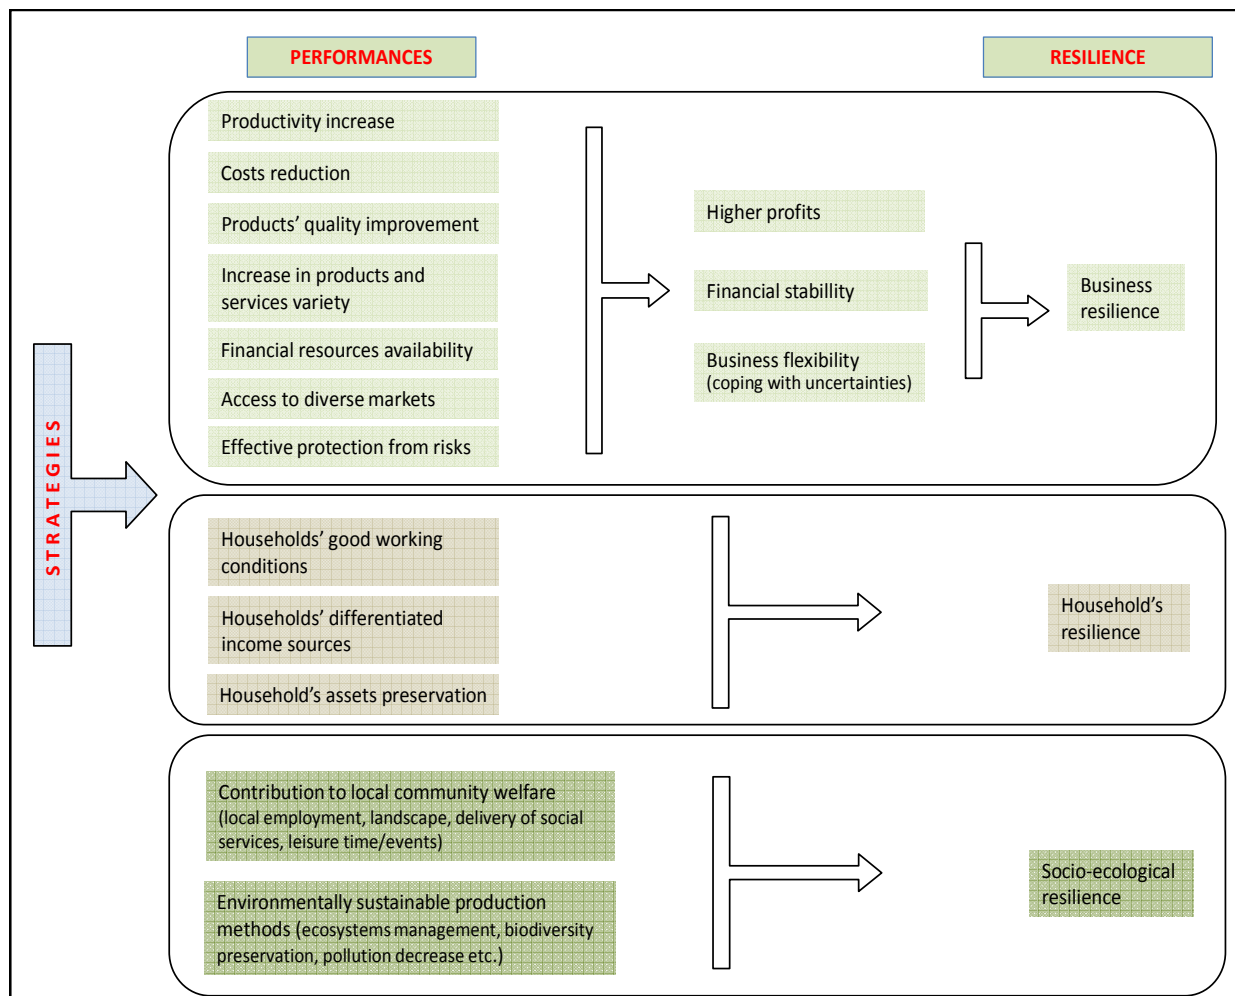 PERFORMANCES
RESILIENCE
STRATEGIES
Productivity increase
Costs reduction
Products’ quality improvement
Increase in products and
services variety
Financial resources availability
Access to diverse markets
Effective protection from risks
Higher profits
Financial stabillity
Business flexibility
(coping with uncertainties)
Business
resilience
Households’ good working
conditions
Households’ differentiated
income sources
Household’s assets preservation
Household’s
resilience
Contribution to local community welfare
(local employment, landscape, delivery of social
services, leisure time/events)
Environmentally sustainable production
methods (ecosystems management, biodiversity
preservation, pollution decrease etc.)
Socio-ecological
resilience